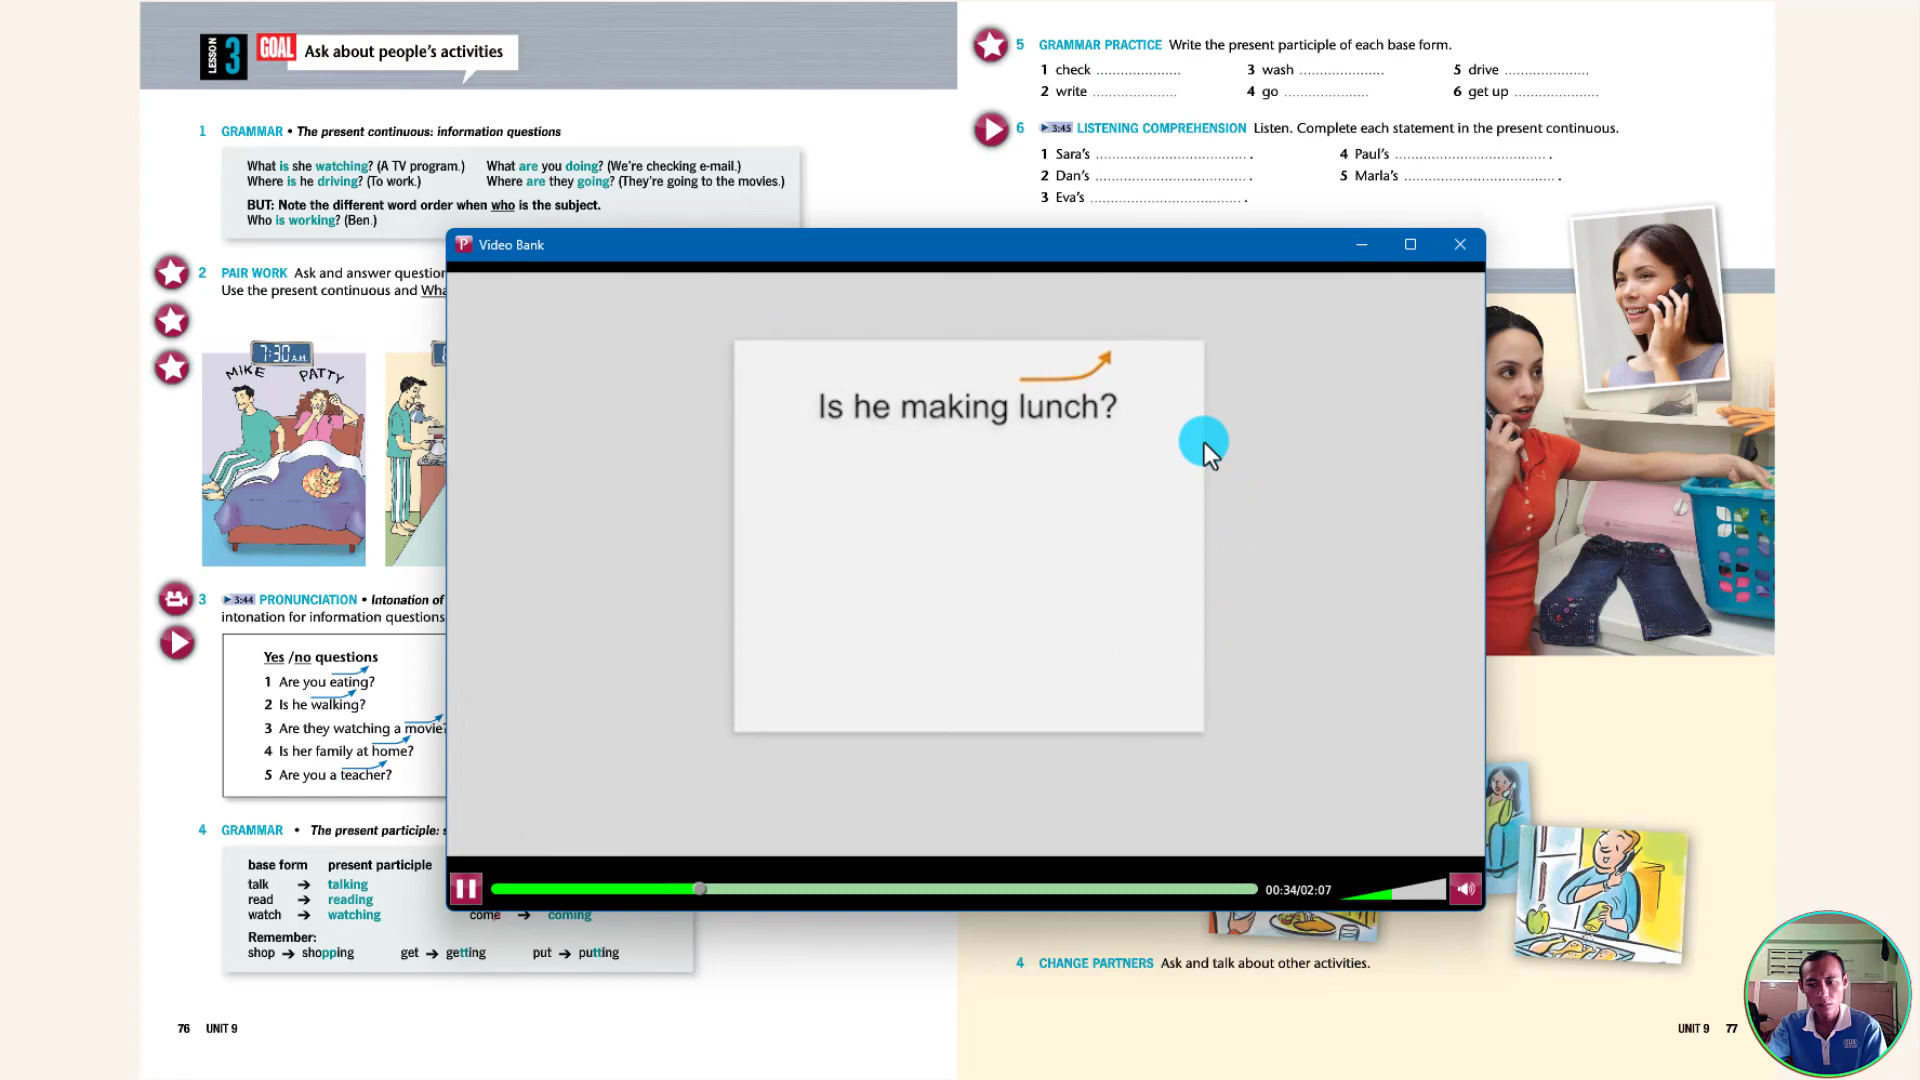 LESSON 3
GOAL Ask about people's activities
1 GRAMMAR • The present continuous: information questions
What is she watching? (A TV program.) What are you doing? (We're checking e-mail.)
Where is he driving? (To work.) Where are they going? (They're going to the movies.)
BUT: Note the different word order when who is the subject.
Who is working? (Ben.)
2 PAIR WORK Ask and answer
Use the present continuous and
7:30 A.M.
MIKE PATTY
3 3:44 PRONUNCIATION • Intonation of
intonation for information questions
Yes /no questions
1 Are you eating?
2 Is he walking?
3 Are they watching a movie?
4 Is her family at home?
5 Are you a teacher?
4 GRAMMAR • The present participle:
base form present participle
talk → talking
read → reading
watch → watching
come → coming
Remember:
shop → shopping get → getting put → putting
76 UNIT 9
Video Bank
Is he making lunch?
00:34/02:07
5 GRAMMAR PRACTICE Write the present participle of each base form.
1 check ..................... 3 wash ..................... 5 drive .....................
2 write ..................... 4 go ..................... 6 get up .....................
6 3:45 LISTENING COMPREHENSION Listen. Complete each statement in the present continuous.
1 Sara's ....................................... . 4 Paul's ....................................... .
2 Dan's ....................................... . 5 Marla's ....................................... .
3 Eva's ....................................... .
4 CHANGE PARTNERS Ask and talk about other activities.
UNIT 9 77